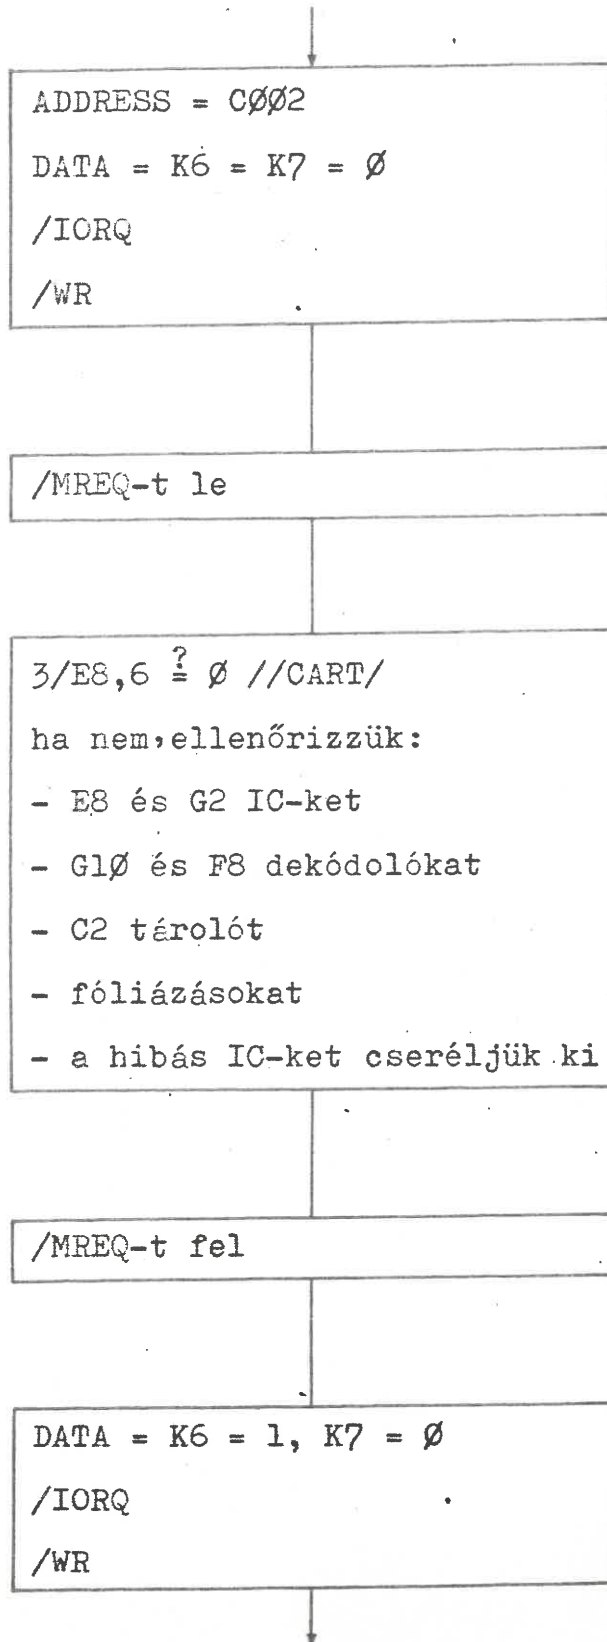 ADDRESS = CØØ2
DATA = K6 = K7 = Ø
/IORQ
/WR
/MREQ-t le
3/E8,6 ≟ Ø //CART/
ha nem,ellenőrizzük:
- E8 és G2 IC-ket
- G1Ø és F8 dekódolókat
- C2 tárolót
- fóliázásokat
- a hibás IC-ket cseréljük ki
/MREQ-t fel
DATA = K6 = 1, K7 = Ø
/IORQ
/WR